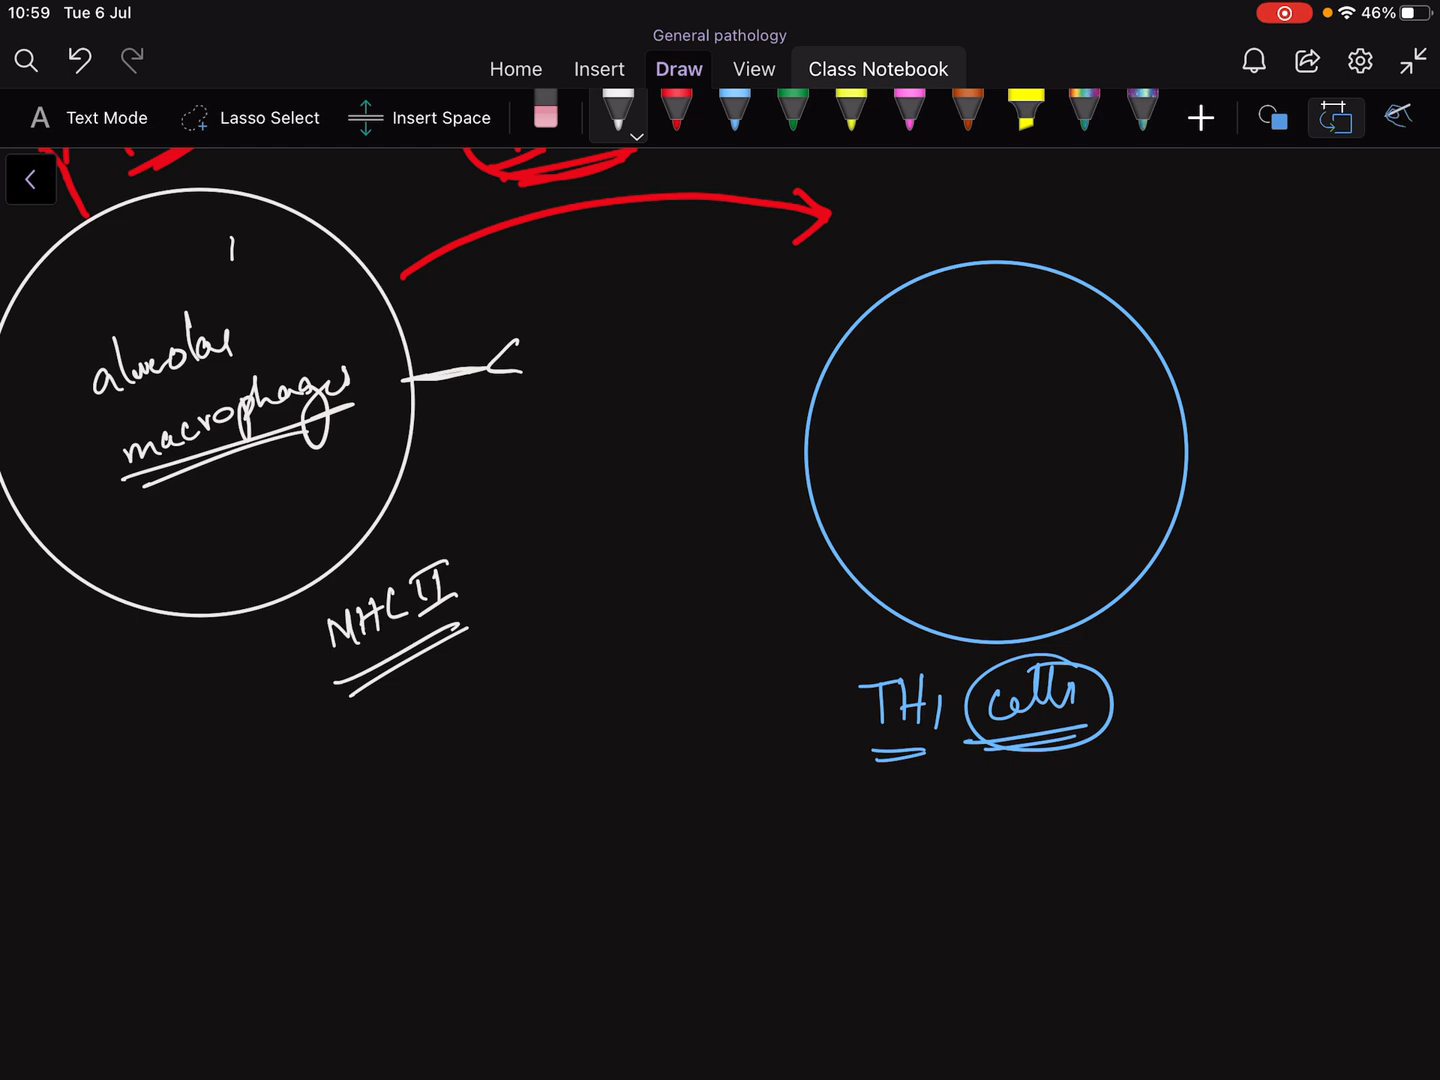 10:59 Tue 6 Jul
46%
General pathology
Home Insert Draw View Class Notebook
A Text Mode Lasso Select Insert Space
alveolar
macrophages
MHC II
TH1 cells